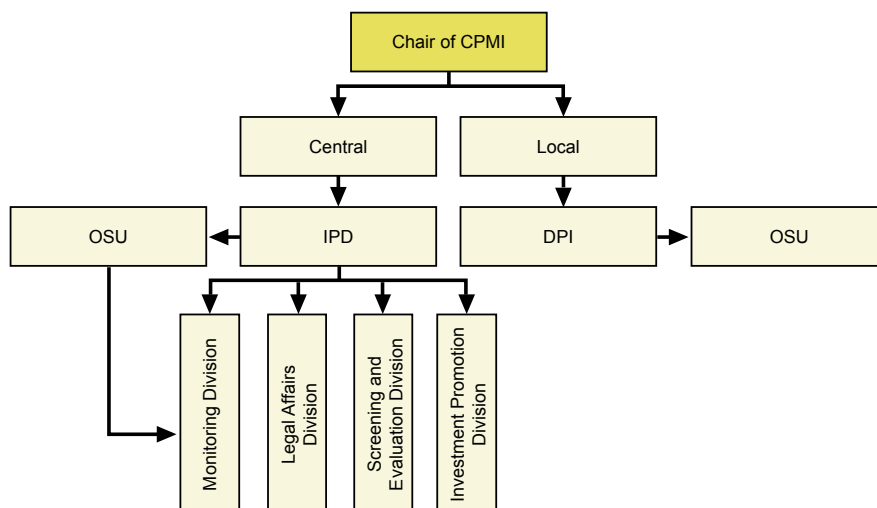 Chair of CPMI
Central
Local
OSU
IPD
DPI
OSU
Monitoring Division
Legal Affairs
Division
Screening and
Evaluation Division
Investment Promotion
Division